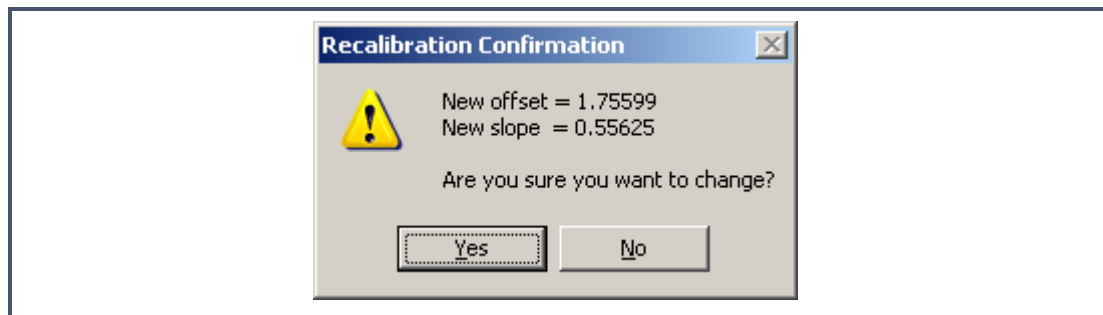 Recalibration Confirmation
New offset = 1.75599
New slope = 0.55625
Are you sure you want to change?
Yes No